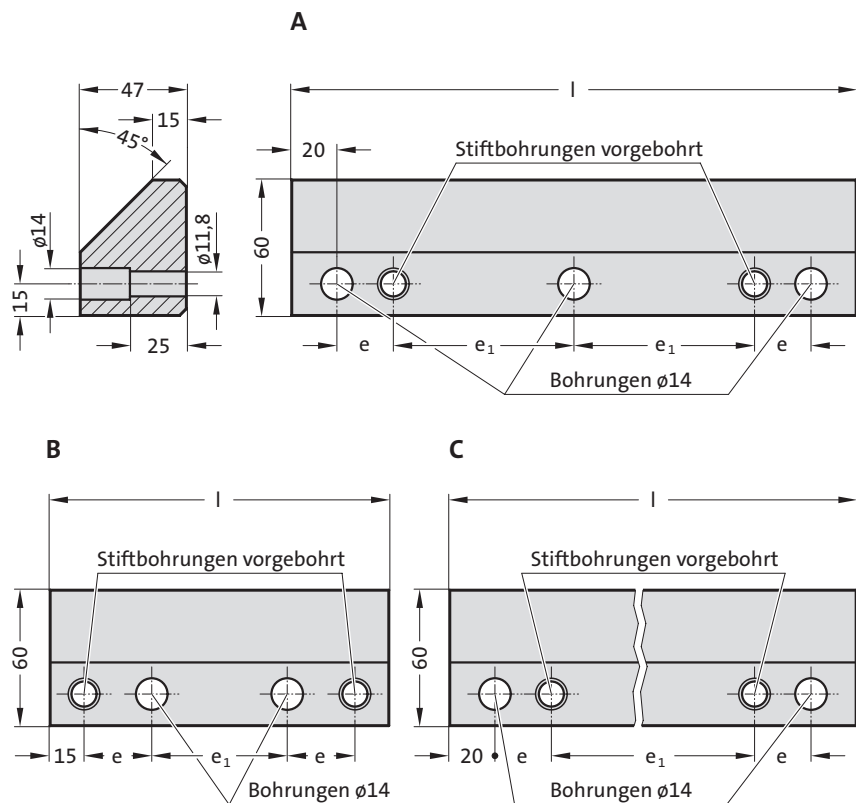 A
47
15
45°
ø14
ø11,8
15
25
l
20
Stiftbohrungen vorgebohrt
60
e
e₁
e₁
e
Bohrungen ø14
B
l
Stiftbohrungen vorgebohrt
60
15
e
e₁
e
Bohrungen ø14
C
l
Stiftbohrungen vorgebohrt
60
20
e
e₁
e
Bohrungen ø14